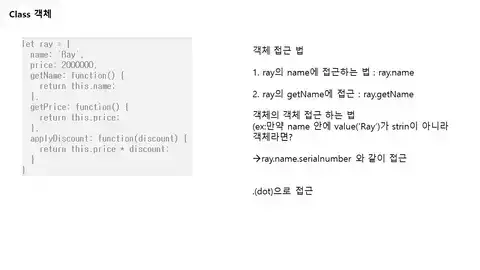 Class 객체
let ray = {
name: 'Ray',
price: 2000000,
getName: function() {
return this.name;
},
getPrice: function() {
return this.price;
},
applyDiscount: function(discount) {
return this.price * discount;
}
}
객체 접근 법
1. ray의 name에 접근하는 법 : ray.name
2. ray의 getName에 접근 : ray.getName
객체의 객체 접근 하는 법
(ex:만약 name 안에 value('Ray')가 strin이 아니라
객체라면?
→ray.name.serialnumber 와 같이 접근
.(dot)으로 접근